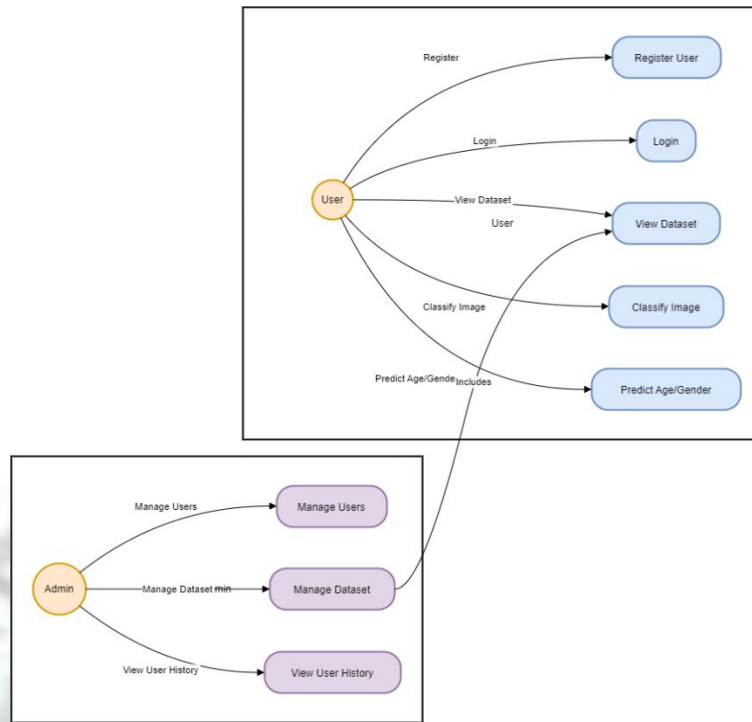 Register
Register User
Login
Login
User
View Dataset
View Dataset
User
Classify Image
Classify Image
Predict Age/Gende
Includes
Predict Age/Gender
Manage Users
Manage Users
Admin
Manage Dataset
min
Manage Dataset
View User History
View User History